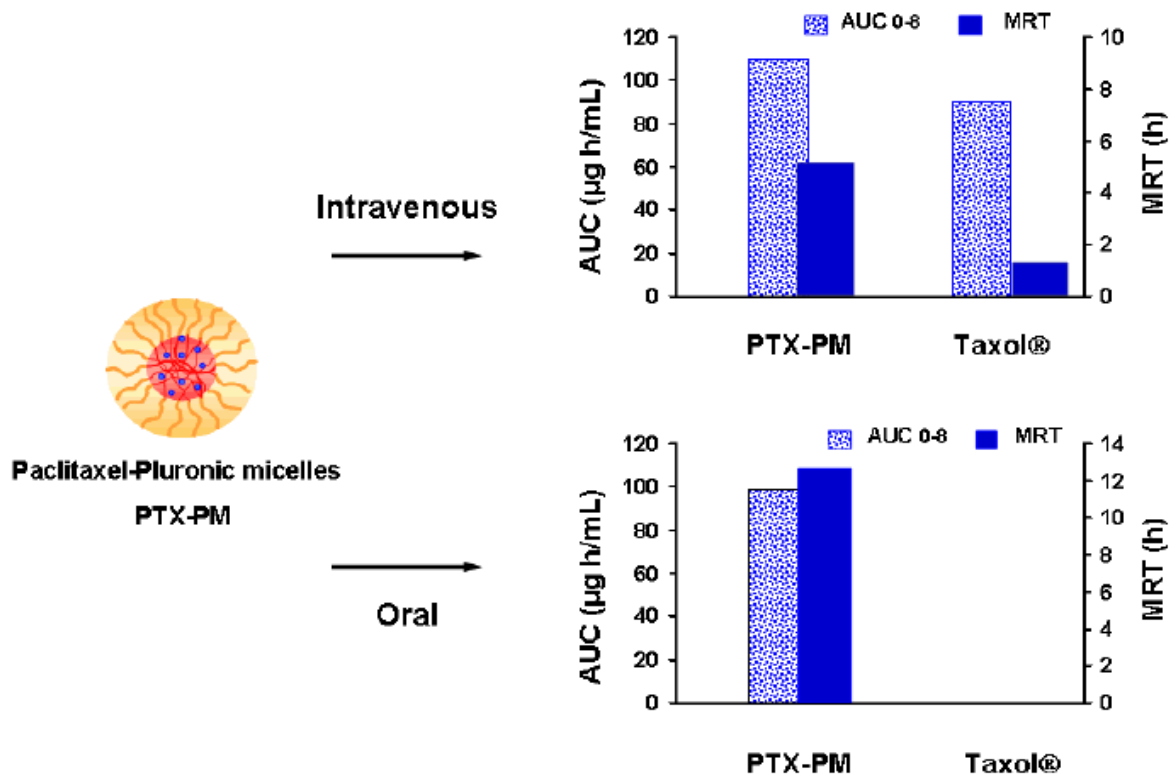 AUC 0-8 MRT
120 10
100 8
80 6
60 4
40 2
20 0
0
AUC (µg h/mL)
MRT (h)
PTX-PM Taxol®
Intravenous
Paclitaxel-Pluronic micelles
PTX-PM
Oral
AUC 0-8 MRT
120 14
100 12
80 10
60 8
40 6
20 4
0 2
0
AUC (µg h/mL)
MRT (h)
PTX-PM Taxol®